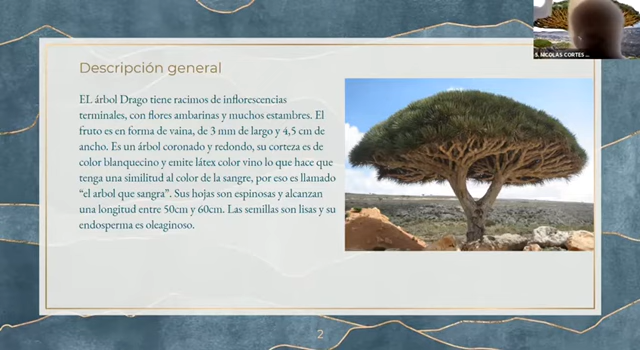 S. NICOLAS CORTES ...
Descripción general
EL árbol Drago tiene racimos de inflorescencias
terminales, con flores ambarinas y muchos estambres. El
fruto es en forma de vaina, de 3 mm de largo y 4,5 cm de
ancho. Es un árbol coronado y redondo, su corteza es de
color blanquecino y emite látex color vino lo que hace que
tenga una similitud al color de la sangre, por eso es llamado
“el arbol que sangra”. Sus hojas son espinosas y alcanzan
una longitud entre 50cm y 60cm. Las semillas son lisas y su
endosperma es oleaginoso.
2